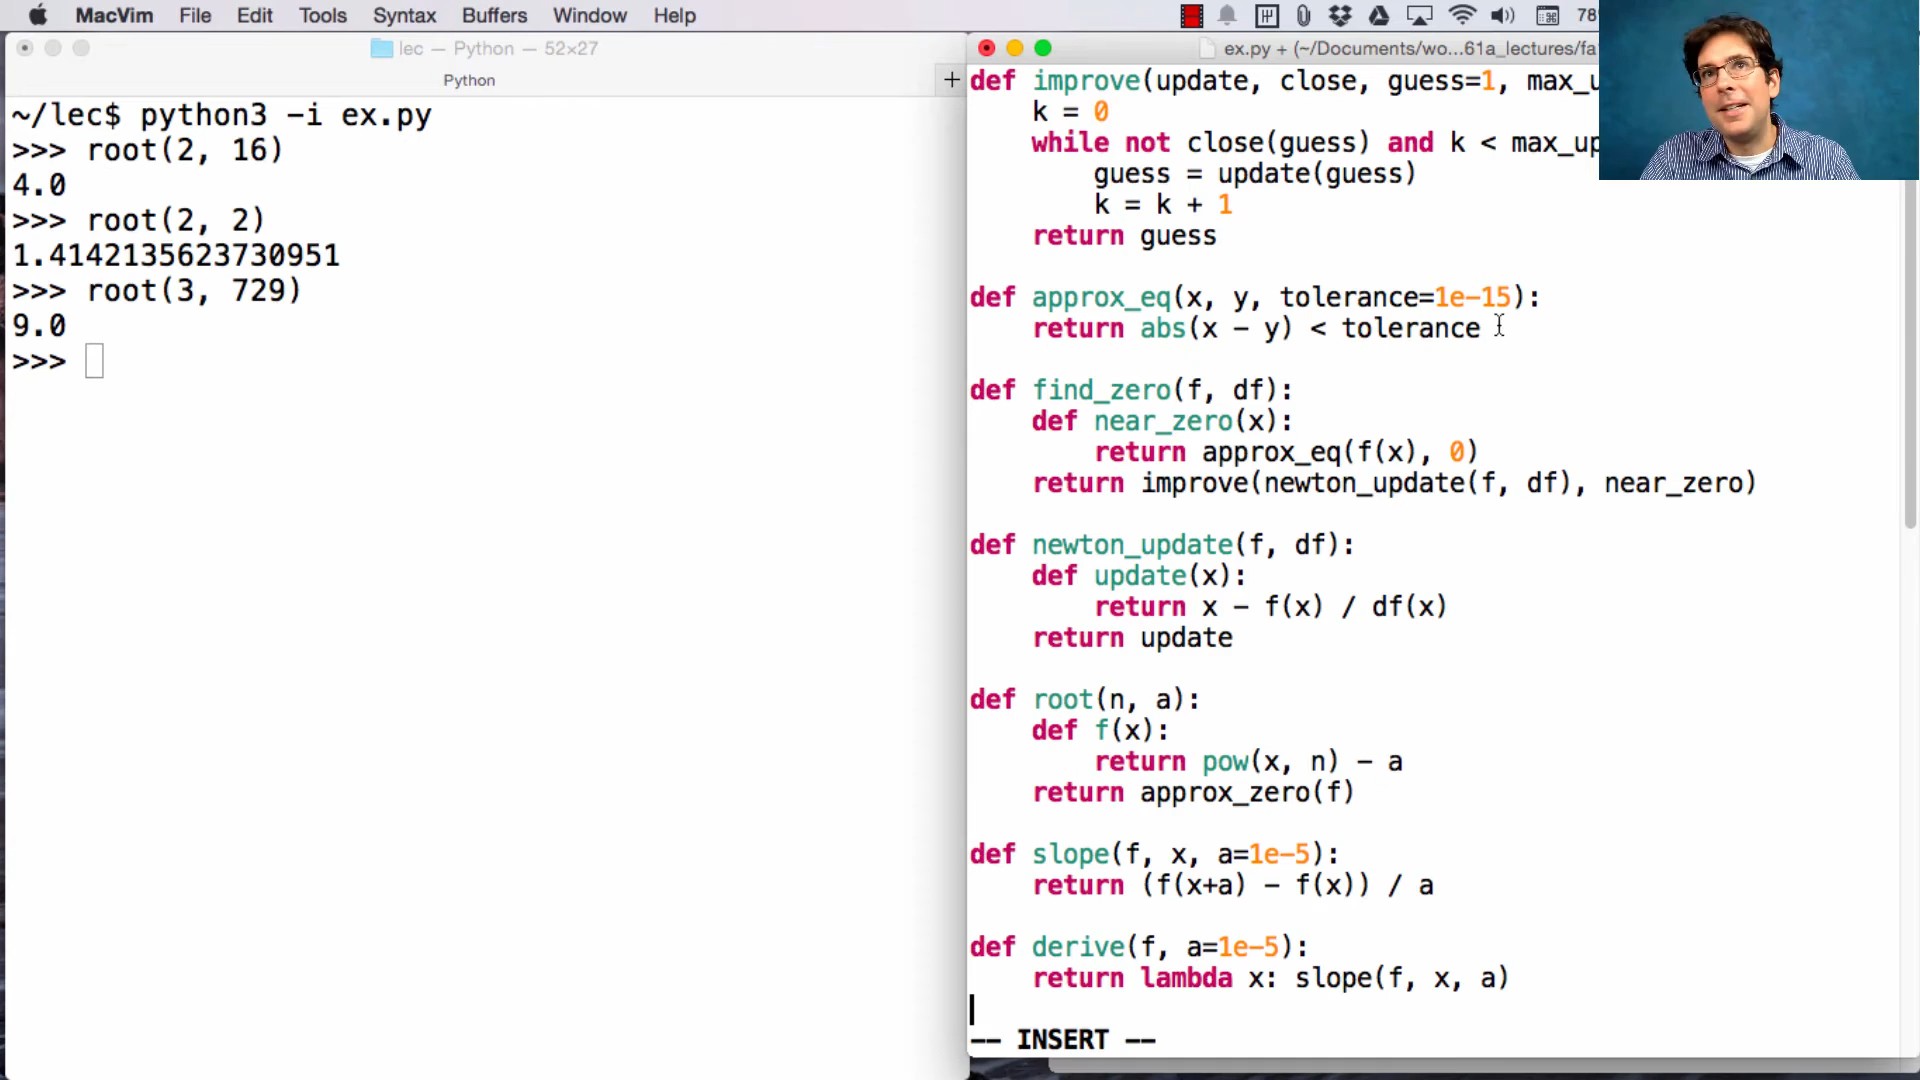 MacVim File Edit Tools Syntax Buffers Window Help 78
lec — Python — 52×27
Python
~/lec$ python3 -i ex.py
>>> root(2, 16)
4.0
>>> root(2, 2)
1.4142135623730951
>>> root(3, 729)
9.0
>>>
ex.py + (~/Documents/wo...61a_lectures/fa
def improve(update, close, guess=1, max_u
    k = 0
    while not close(guess) and k < max_up
        guess = update(guess)
        k = k + 1
    return guess
def approx_eq(x, y, tolerance=1e-15):
    return abs(x - y) < tolerance
def find_zero(f, df):
    def near_zero(x):
        return approx_eq(f(x), 0)
    return improve(newton_update(f, df), near_zero)
def newton_update(f, df):
    def update(x):
        return x - f(x) / df(x)
    return update
def root(n, a):
    def f(x):
        return pow(x, n) - a
    return approx_zero(f)
def slope(f, x, a=1e-5):
    return (f(x+a) - f(x)) / a
def derive(f, a=1e-5):
    return lambda x: slope(f, x, a)
-- INSERT --